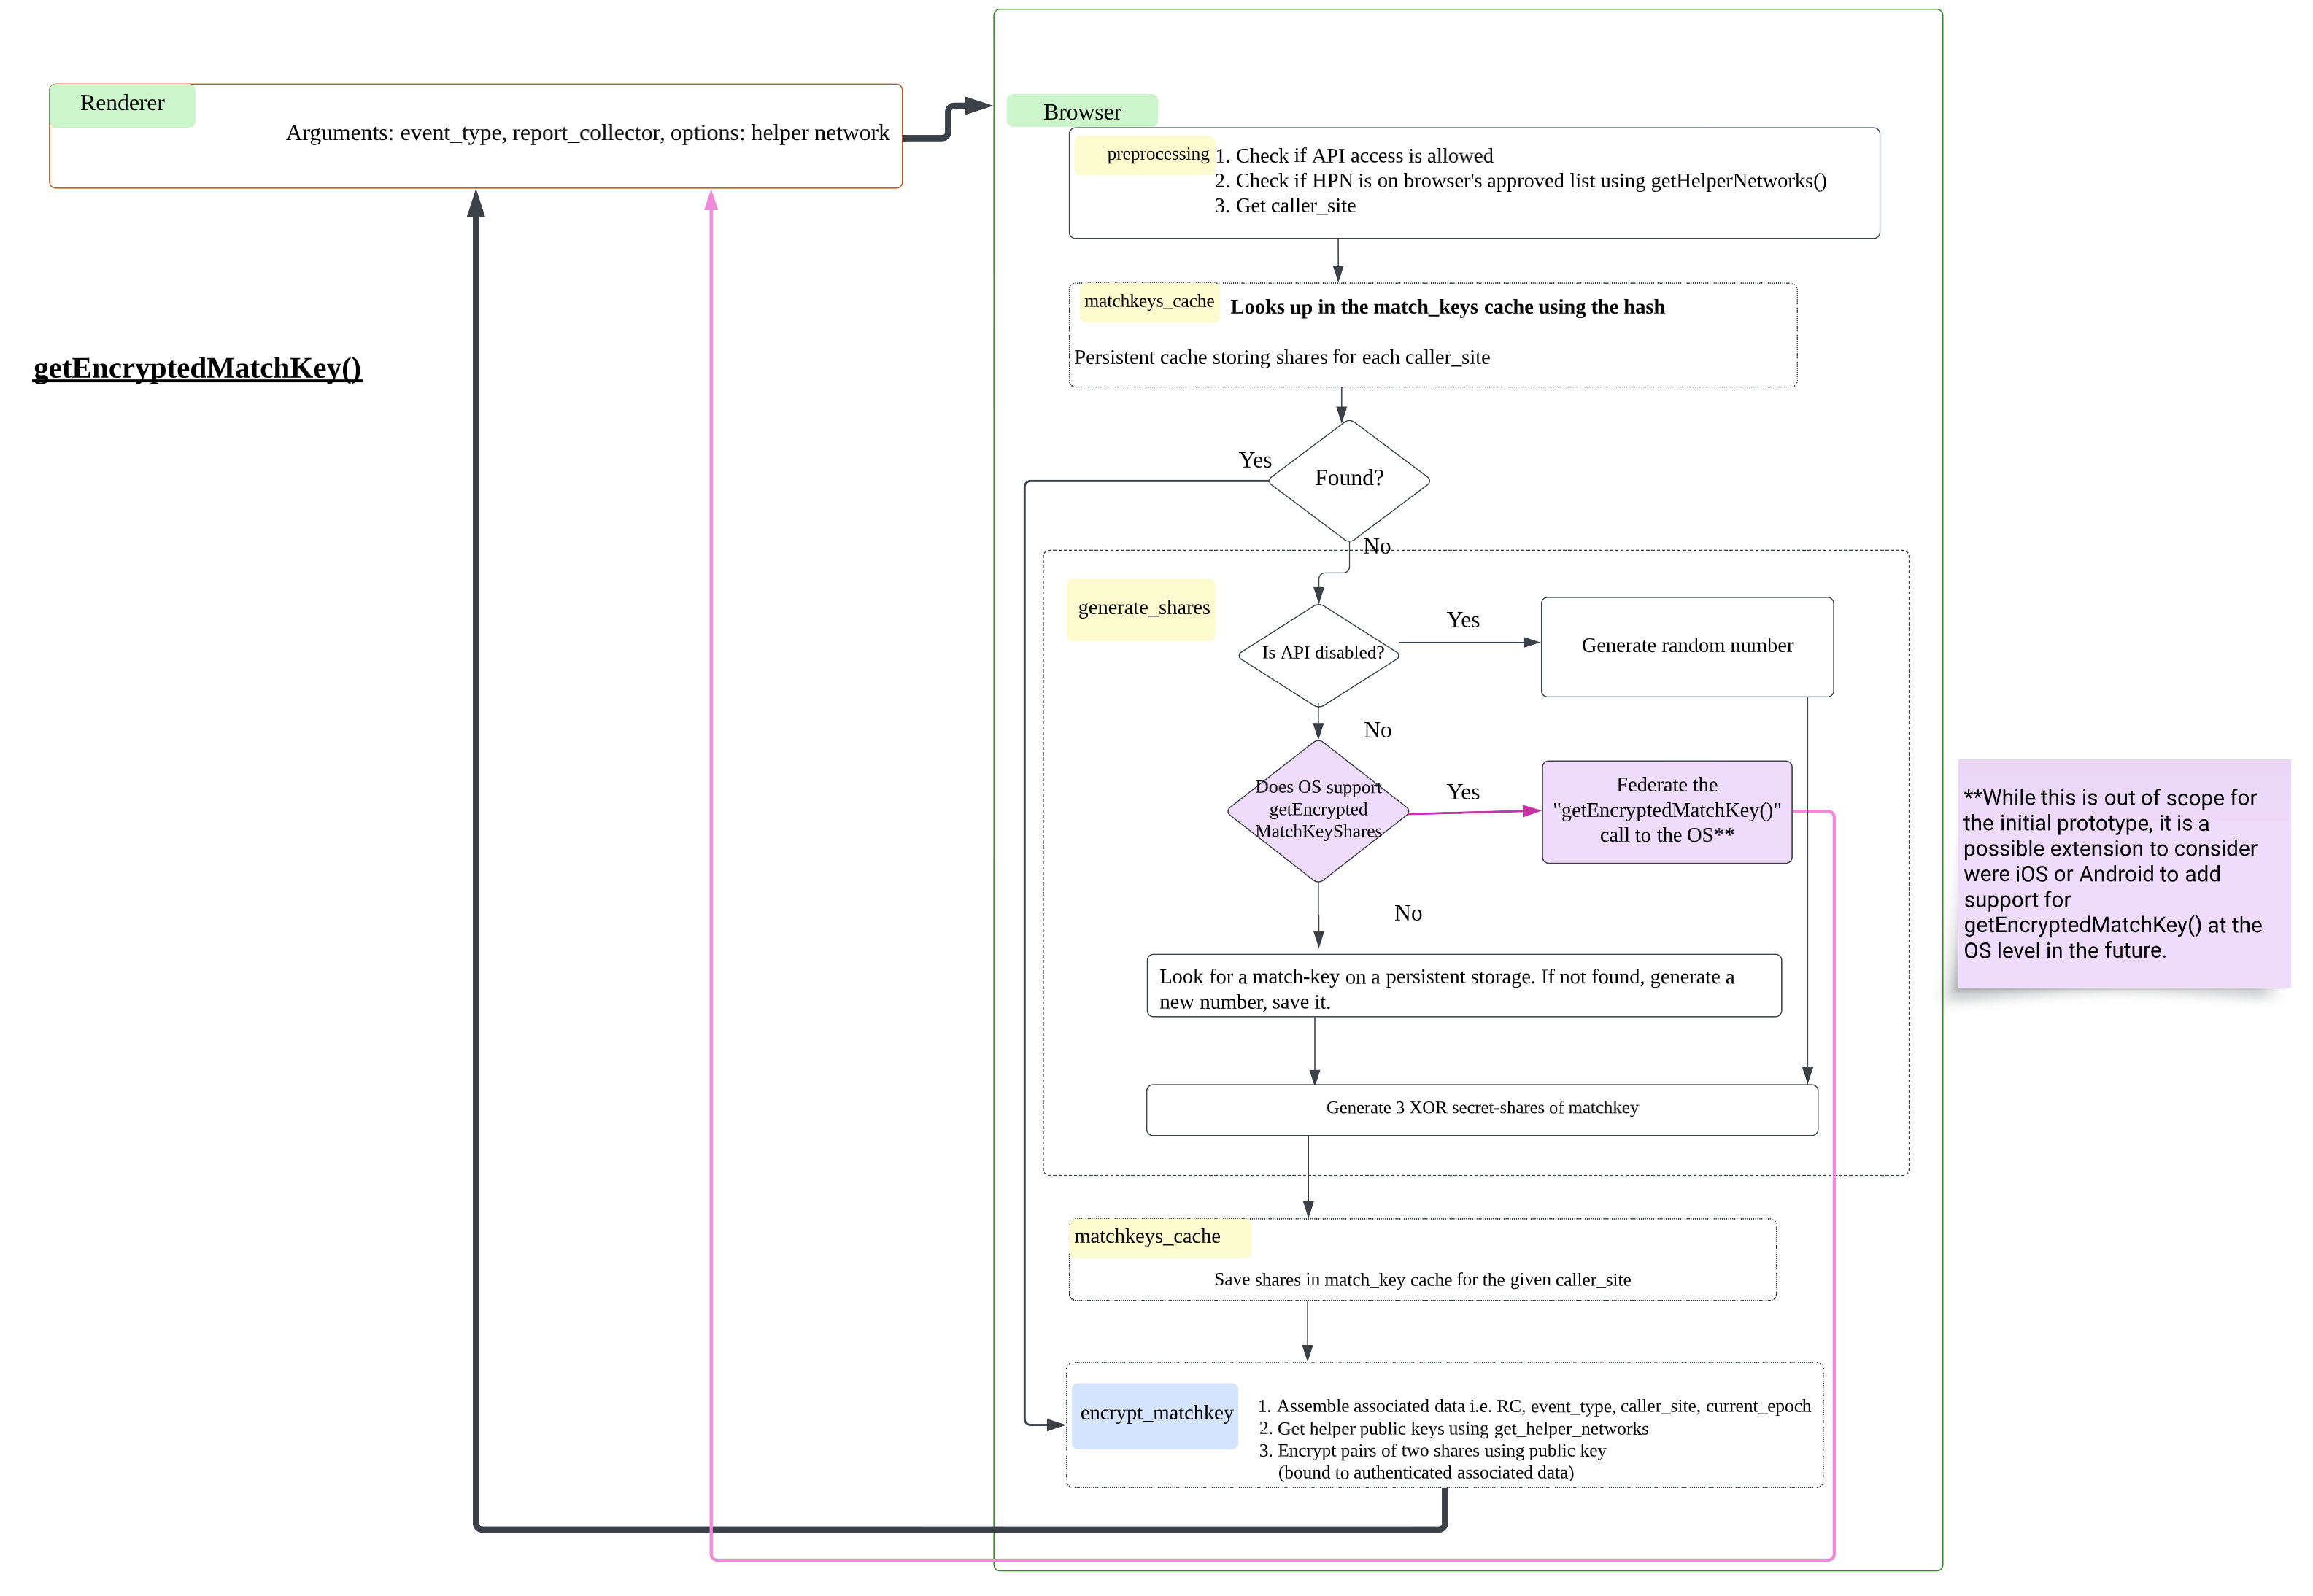 Renderer
Arguments: event_type, report_collector, options: helper network
getEncryptedMatchKey()
Browser
preprocessing
1. Check if API access is allowed
2. Check if HPN is on browser's approved list using getHelperNetworks()
3. Get caller_site
matchkeys_cache
Looks up in the match_keys cache using the hash
Persistent cache storing shares for each caller_site
Yes
Found?
No
generate_shares
Is API disabled?
Yes
Generate random number
No
Does OS support
getEncrypted
MatchKeyShares
Yes
Federate the
"getEncryptedMatchKey()"
call to the OS**
No
Look for a match-key on a persistent storage. If not found, generate a
new number, save it.
Generate 3 XOR secret-shares of matchkey
matchkeys_cache
Save shares in match_key cache for the given caller_site
encrypt_matchkey
1. Assemble associated data i.e. RC, event_type, caller_site, current_epoch
2. Get helper public keys using get_helper_networks
3. Encrypt pairs of two shares using public key
(bound to authenticated associated data)
**While this is out of scope for
the initial prototype, it is a
possible extension to consider
were iOS or Android to add
support for
getEncryptedMatchKey() at the
OS level in the future.